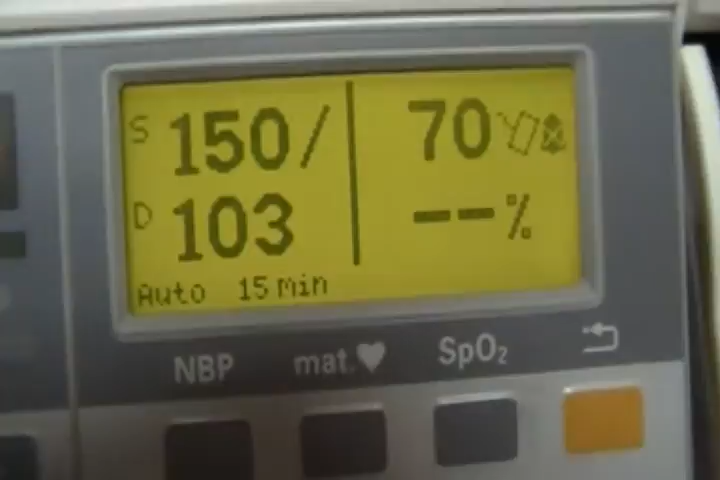 S 150/ 70
D 103 --%
Auto 15 min
NBP mat. SpO₂